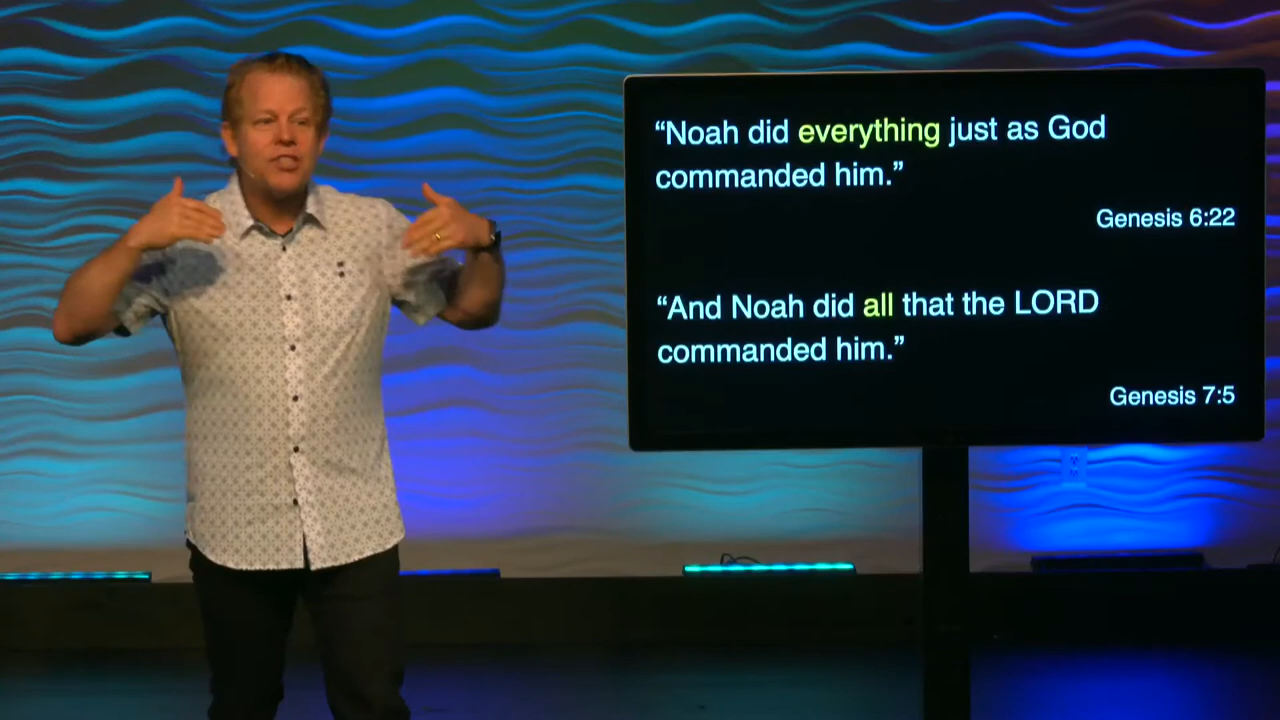 “Noah did everything just as God
commanded him.”
Genesis 6:22
“And Noah did all that the LORD
commanded him.”
Genesis 7:5